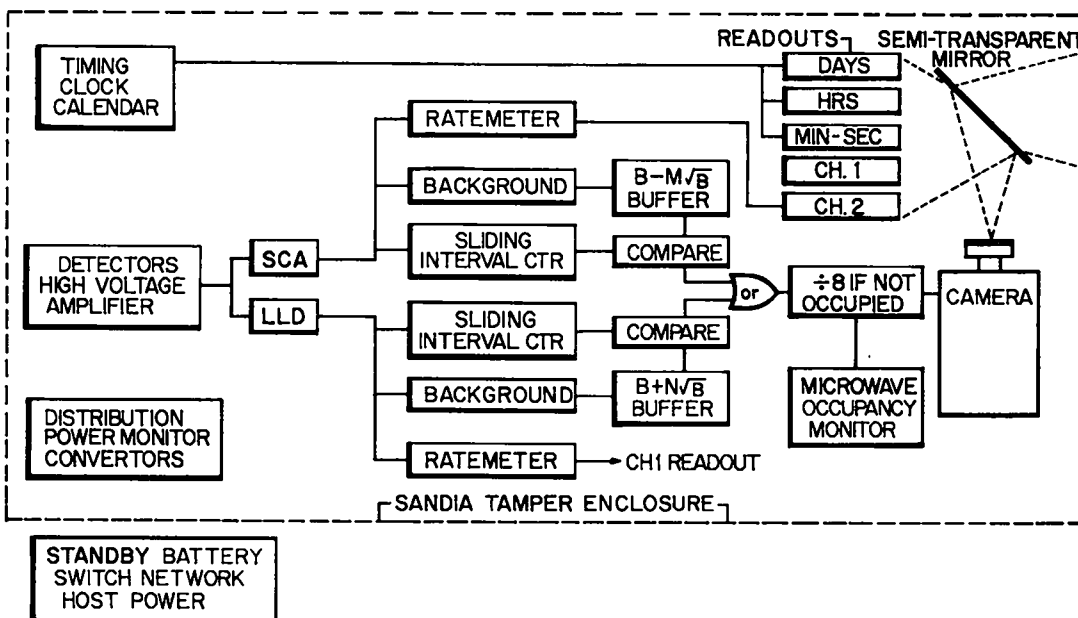 READOUTS
SEMI-TRANSPARENT
MIRROR
TIMING
CLOCK
CALENDAR
DAYS
HRS
MIN-SEC
CH. 1
CH. 2
RATEMETER
BACKGROUND
B-M√B
BUFFER
SLIDING
INTERVAL CTR
COMPARE
DETECTORS
HIGH VOLTAGE
AMPLIFIER
SCA
LLD
or
÷8 IF NOT
OCCUPIED
CAMERA
SLIDING
INTERVAL CTR
COMPARE
BACKGROUND
B+N√B
BUFFER
MICROWAVE
OCCUPANCY
MONITOR
DISTRIBUTION
POWER MONITOR
CONVERTORS
RATEMETER
CH1 READOUT
SANDIA TAMPER ENCLOSURE
STANDBY BATTERY
SWITCH NETWORK
HOST POWER